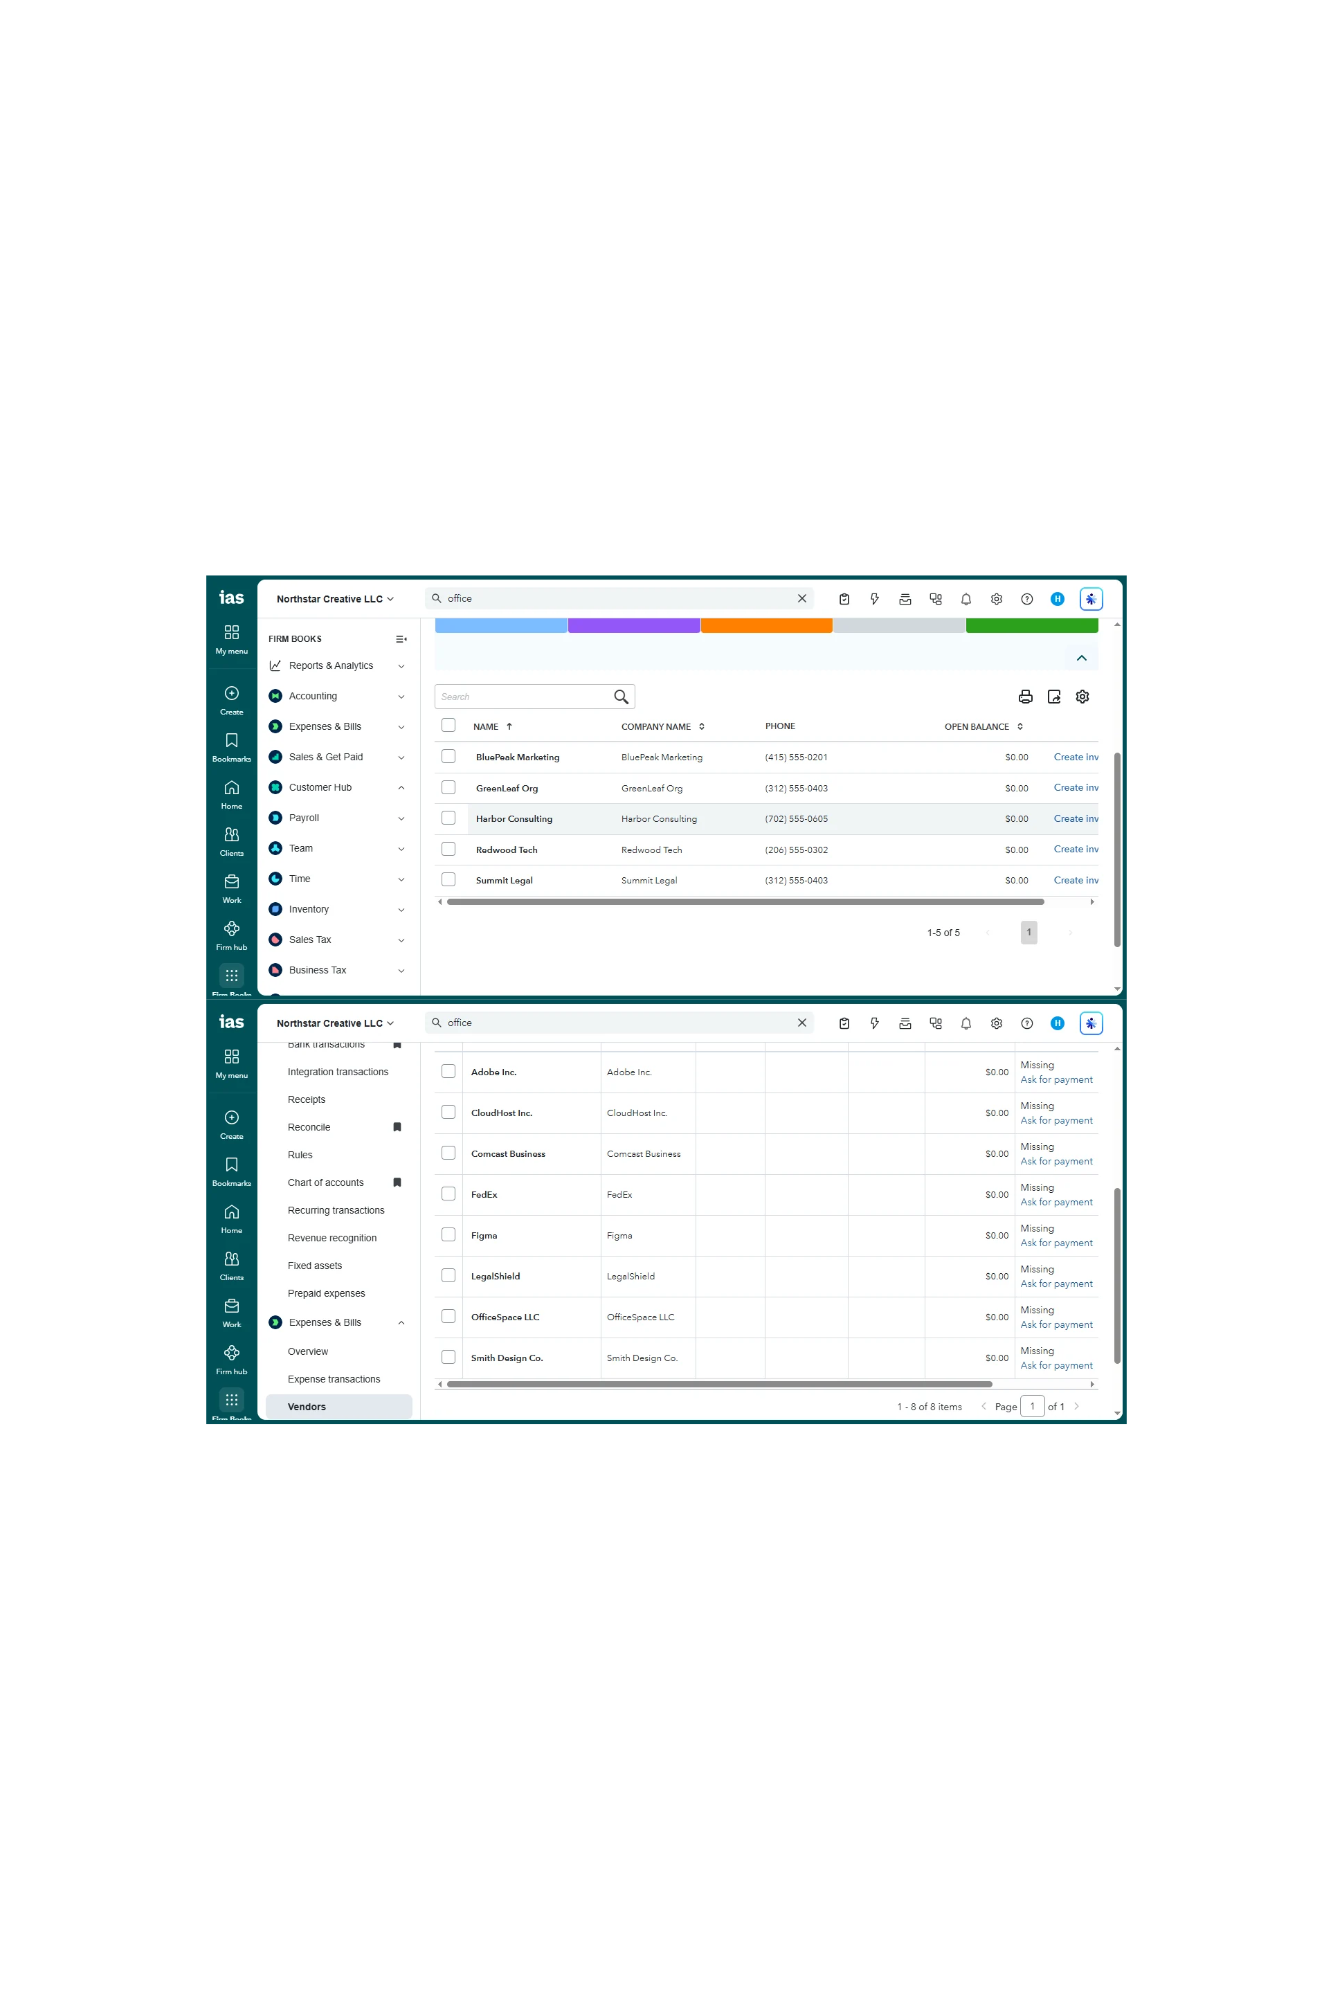 ias
Northstar Creative LLC
office
H
My menu
Create
Bookmarks
Home
Clients
Work
Firm hub
Firm Books
FIRM BOOKS
Reports & Analytics
Accounting
Expenses & Bills
Sales & Get Paid
Customer Hub
Payroll
Team
Time
Inventory
Sales Tax
Business Tax
Search
NAME COMPANY NAME PHONE OPEN BALANCE
BluePeak Marketing BluePeak Marketing (415) 555-0201 $0.00 Create inv
GreenLeaf Org GreenLeaf Org (312) 555-0403 $0.00 Create inv
Harbor Consulting Harbor Consulting (702) 555-0605 $0.00 Create inv
Redwood Tech Redwood Tech (206) 555-0302 $0.00 Create inv
Summit Legal Summit Legal (312) 555-0403 $0.00 Create inv
1-5 of 5 1
ias
Northstar Creative LLC
office
H
My menu
Create
Bookmarks
Home
Clients
Work
Firm hub
Firm Books
Bank transactions
Integration transactions
Receipts
Reconcile
Rules
Chart of accounts
Recurring transactions
Revenue recognition
Fixed assets
Prepaid expenses
Expenses & Bills
Overview
Expense transactions
Vendors
Adobe Inc. Adobe Inc. $0.00 Missing
Ask for payment
CloudHost Inc. CloudHost Inc. $0.00 Missing
Ask for payment
Comcast Business Comcast Business $0.00 Missing
Ask for payment
FedEx FedEx $0.00 Missing
Ask for payment
Figma Figma $0.00 Missing
Ask for payment
LegalShield LegalShield $0.00 Missing
Ask for payment
OfficeSpace LLC OfficeSpace LLC $0.00 Missing
Ask for payment
Smith Design Co. Smith Design Co. $0.00 Missing
Ask for payment
1 - 8 of 8 items Page 1 of 1